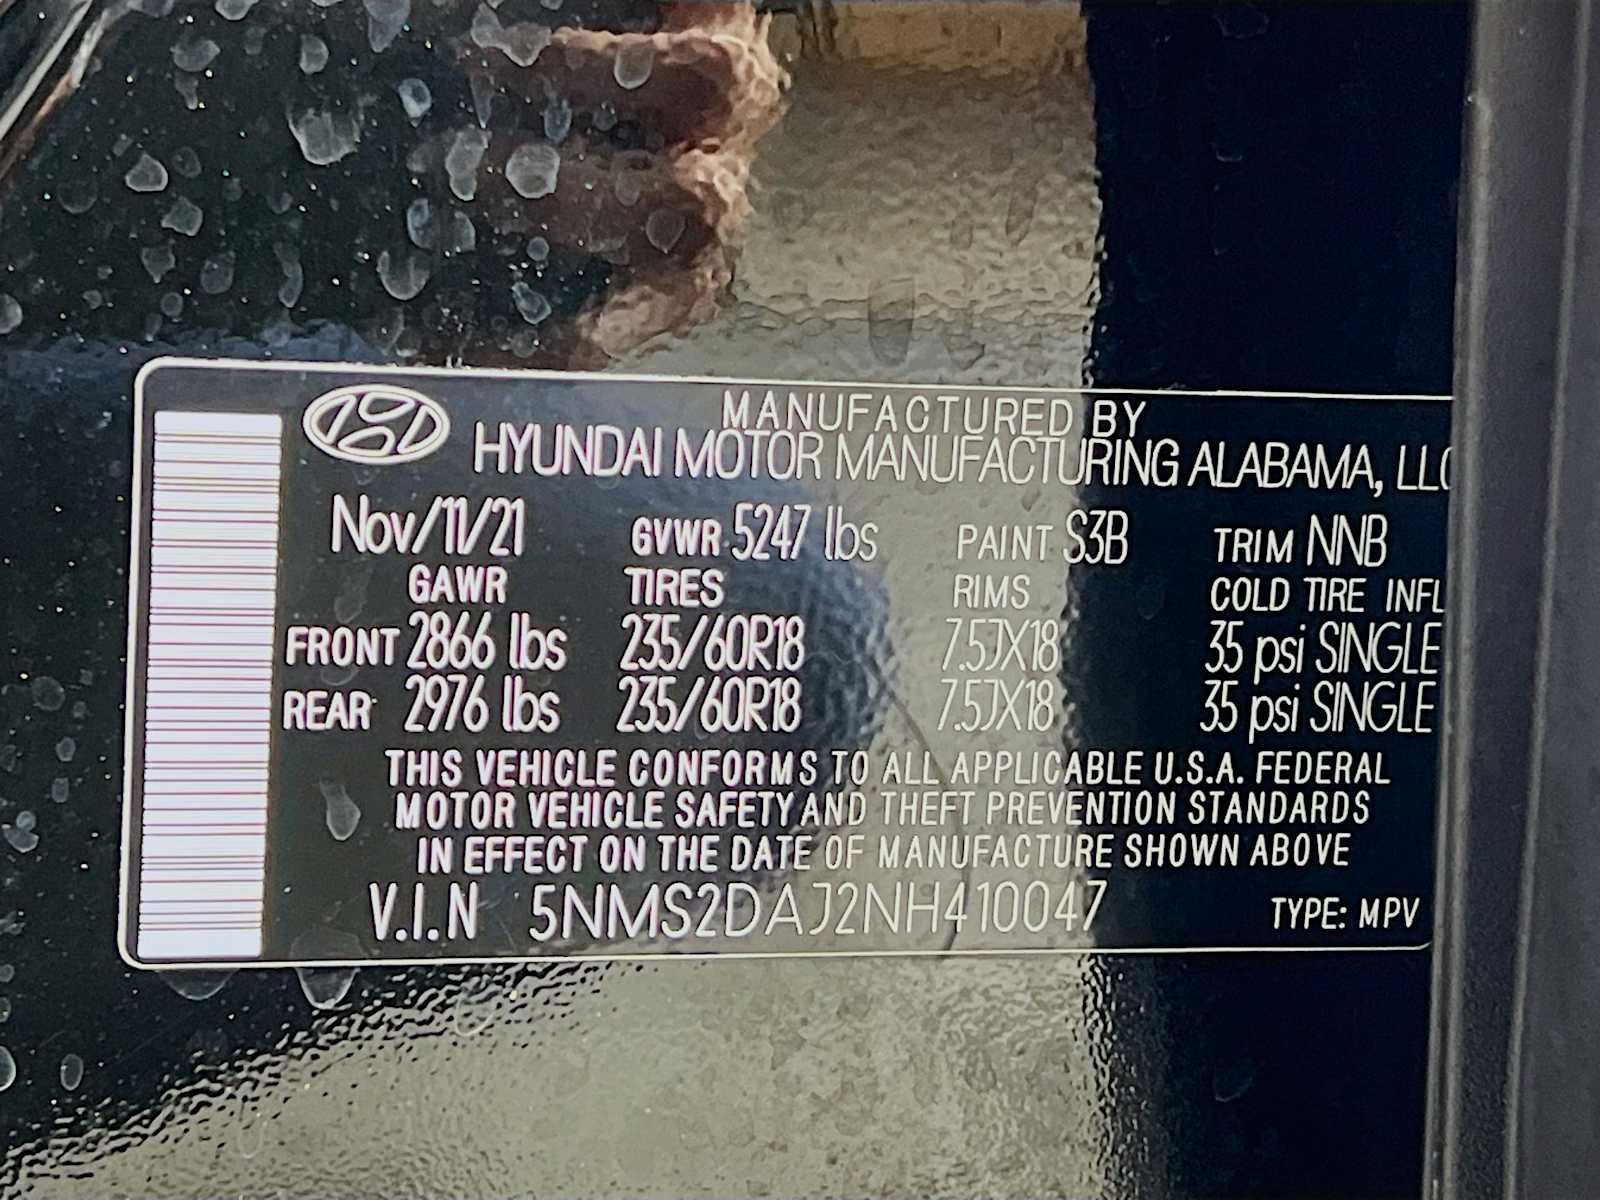 MANUFACTURED BY
HYUNDAI MOTOR MANUFACTURING ALABAMA, LLC
Nov/11/21 GVWR 5247 lbs PAINT S3B TRIM NNB
GAWR TIRES RIMS COLD TIRE INFL
FRONT 2866 lbs 235/60R18 7.5JX18 35 psi SINGLE
REAR 2976 lbs 235/60R18 7.5JX18 35 psi SINGLE
THIS VEHICLE CONFORMS TO ALL APPLICABLE U.S.A. FEDERAL
MOTOR VEHICLE SAFETY AND THEFT PREVENTION STANDARDS
IN EFFECT ON THE DATE OF MANUFACTURE SHOWN ABOVE
V.I.N 5NMS2DAJ2NH410047 TYPE: MPV